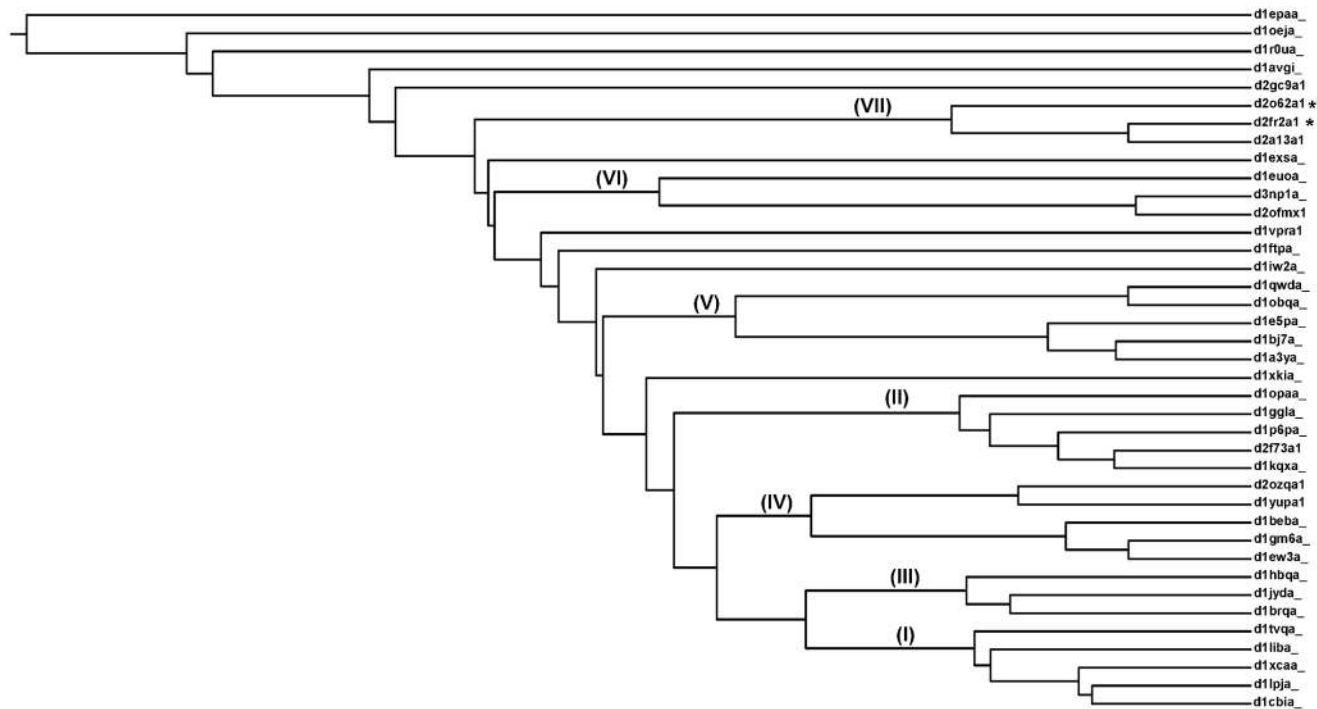 d1epaa_
d1oeja_
d1r0ua_
d1avgi_
d2gc9a1
(VII) d2o62a1 *
d2fr2a1 *
d2a13a1
d1exsa_
(VI) d1euoa_
d3np1a_
d2ofmx1
d1vpra1
d1ftpa_
d1iw2a_
d1qwda_
(V) d1obqa_
d1e5pa_
d1bj7a_
d1a3ya_
d1xkia_
(II) d1opaa_
d1ggla_
d1p6pa_
d2f73a1
d1kqxa_
d2ozqa1
(IV) d1yupa1
d1beba_
d1gm6a_
d1ew3a_
(III) d1hbqa_
d1jyda_
d1brqa_
(I) d1tvqa_
d1liba_
d1xcaa_
d1lpja_
d1cbia_